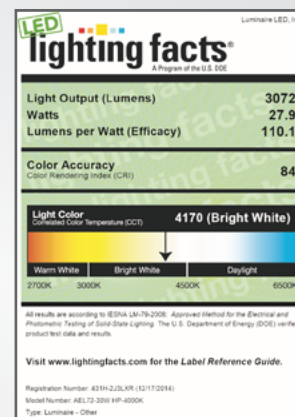 Luminaire LED, In
LED
lighting facts®
A Program of the U.S. DOE
Light Output (Lumens) 3072
Watts 27.9
Lumens per Watt (Efficacy) 110.1
Color Accuracy 84
Color Rendering Index (CRI)
Light Color
Correlated Color Temperature (CCT)
4170 (Bright White)
Warm White Bright White Daylight
2700K 3000K 4500K 6500K
All results are according to IESNA LM-79-2008: Approved Method for the Electrical and
Photometric Testing of Solid-State Lighting. The U.S. Department of Energy (DOE) verifie
product test data and results.
Visit www.lightingfacts.com for the Label Reference Guide.
Registration Number: 431H-2J3LKR (12/17/2014)
Model Number: AEL72-30W HP-4000K
Type: Luminaire - Other